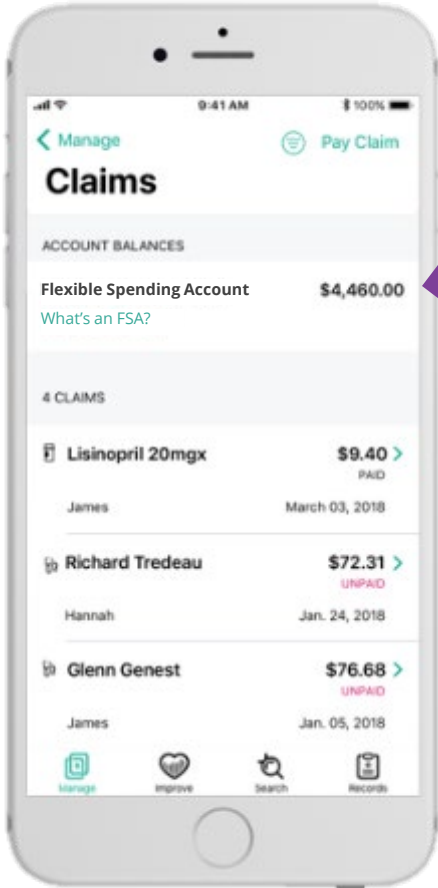 9:41 AM 100%
Manage Pay Claim
Claims
ACCOUNT BALANCES
Flexible Spending Account $4,460.00
What's an FSA?
4 CLAIMS
Lisinopril 20mgx $9.40
PAID
James March 03, 2018
Richard Tredeau $72.31
UNPAID
Hannah Jan. 24, 2018
Glenn Genest $76.68
UNPAID
James Jan. 05, 2018
Manage Improve Search Records